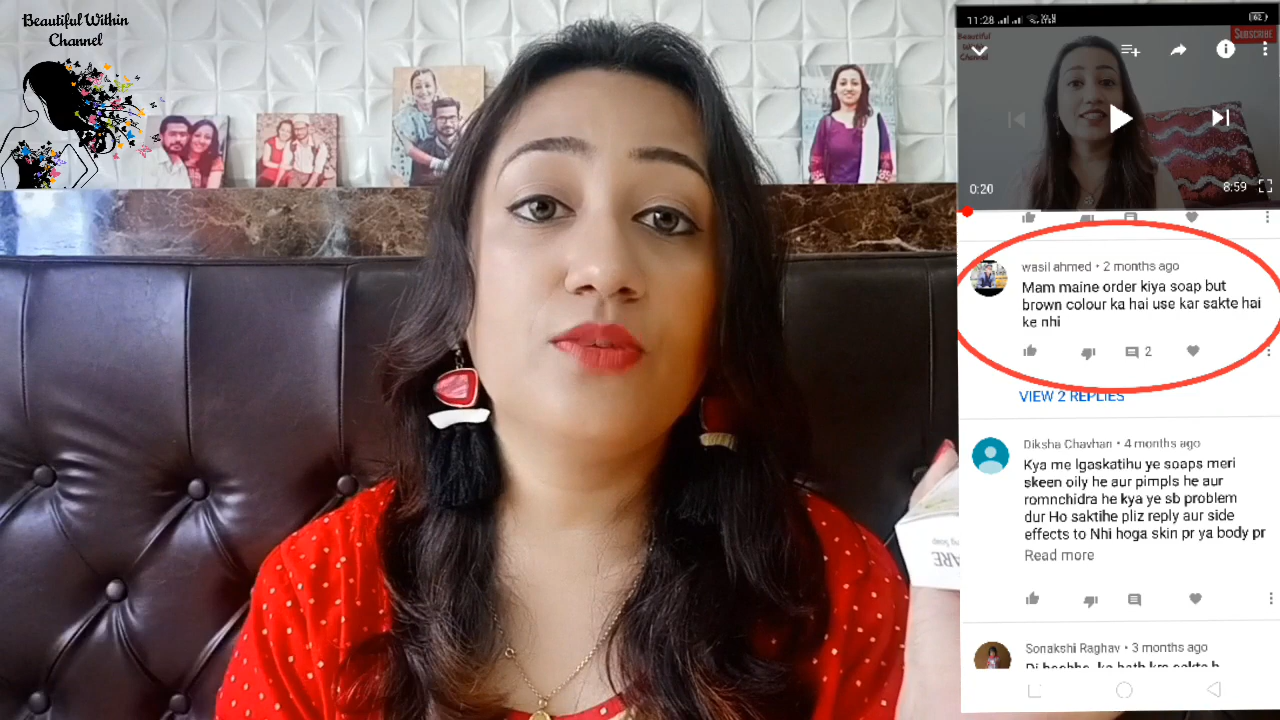 Beautiful Within
Channel
11:28
62
Beautiful
Channel
SUBSCRIBE
0:20
8:59
wasil ahmed • 2 months ago
Mam maine order kiya soap but
brown colour ka hai use kar sakte hai
ke nhi
2
VIEW 2 REPLIES
Diksha Chavhan • 4 months ago
Kya me lgaskatihu ye soaps meri
skeen oily he aur pimpls he aur
romnchidra he kya ye sb problem
dur Ho saktihe pliz reply aur side
effects to Nhi hoga skin pr ya body pr
Read more
Sonakshi Raghav • 3 months ago